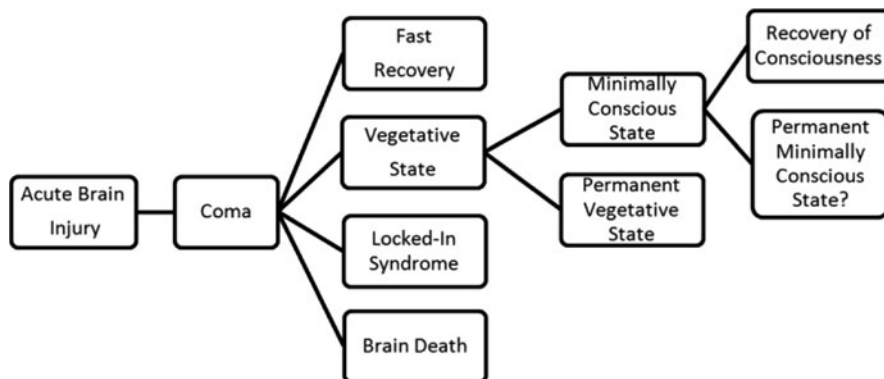 Acute Brain
Injury
Coma
Fast
Recovery
Vegetative
State
Locked-In
Syndrome
Brain Death
Minimally
Conscious
State
Permanent
Vegetative
State
Recovery of
Consciousness
Permanent
Minimally
Conscious
State?